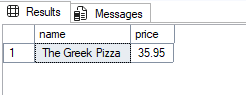 Results Messages
name price
1 The Greek Pizza 35.95